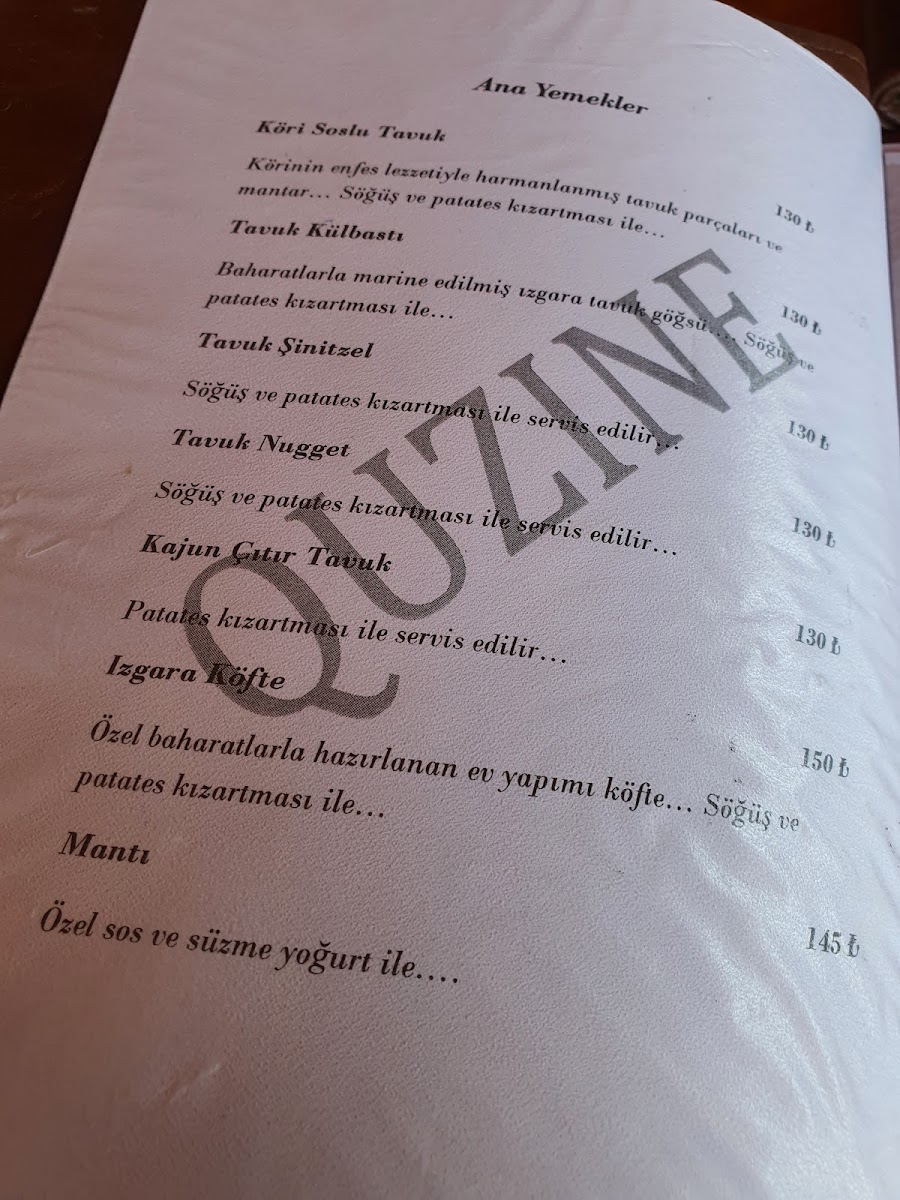 Ana Yemekler
Köri Soslu Tavuk
130 ₺
Körinin enfes lezzetiyle harmanlanmış tavuk parçaları ve
mantar... Söğüş ve patates kızartması ile...
Tavuk Külbastı
130 ₺
Baharatlarla marine edilmiş ızgara tavuk göğsü.... Söğüş ve
patates kızartması ile...
Tavuk Şinitzel
130 ₺
Söğüş ve patates kızartması ile servis edilir...
Tavuk Nugget
130 ₺
Söğüş ve patates kızartması ile servis edilir...
Kajun Çıtır Tavuk
130 ₺
Patates kızartması ile servis edilir...
Izgara Köfte
150 ₺
Özel baharatlarla hazırlanan ev yapımı köfte... Söğüş ve
patates kızartması ile...
Mantı
145 ₺
Özel sos ve süzme yoğurt ile....
QUZINE